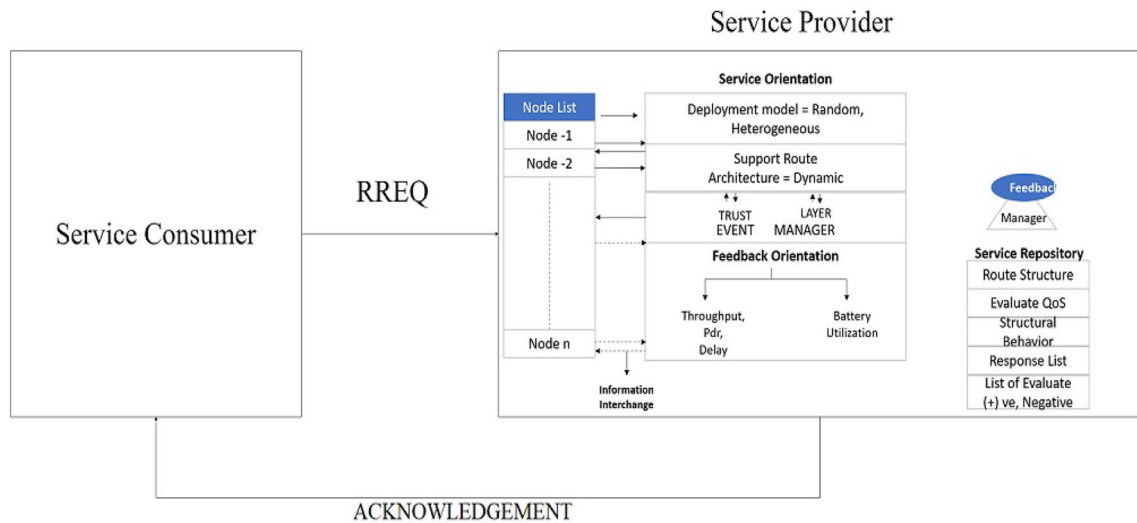 Service Provider
Service Consumer
RREQ
Node List
Node -1
Node -2
Node n
Service Orientation
Deployment model = Random,
Heterogeneous
Support Route
Architecture = Dynamic
TRUST
EVENT
LAYER
MANAGER
Feedback Orientation
Throughput,
Pdr,
Delay
Battery
Utilization
Information
Interchange
Feedback
Manager
Service Repository
Route Structure
Evaluate QoS
Structural
Behavior
Response List
List of Evaluate
(+) ve, Negative
ACKNOWLEDGEMENT